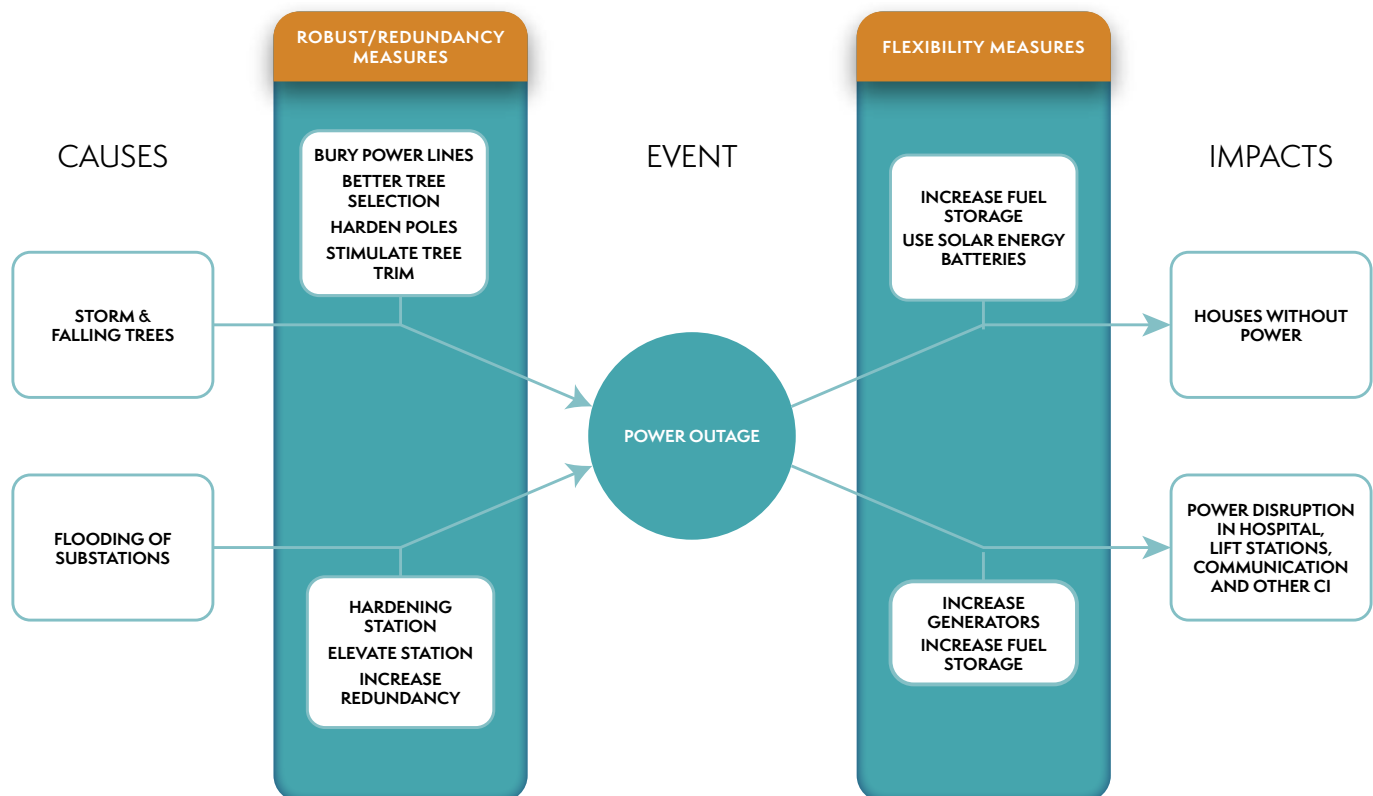 ROBUST/REDUNDANCY
MEASURES
FLEXIBILITY MEASURES
CAUSES
EVENT
IMPACTS
BURY POWER LINES
BETTER TREE
SELECTION
HARDEN POLES
STIMULATE TREE
TRIM
INCREASE FUEL
STORAGE
USE SOLAR ENERGY
BATTERIES
STORM &
FALLING TREES
HOUSES WITHOUT
POWER
POWER OUTAGE
FLOODING OF
SUBSTATIONS
POWER DISRUPTION
IN HOSPITAL,
LIFT STATIONS,
COMMUNICATION
AND OTHER CI
HARDENING
STATION
ELEVATE STATION
INCREASE
REDUNDANCY
INCREASE
GENERATORS
INCREASE FUEL
STORAGE